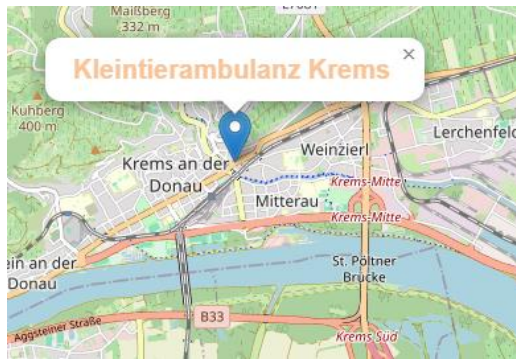 Maißberg
332 m
Kleintierambulanz Krems
×
Kuhberg
400 m
Lerchenfeld
Weinzierl
Krems an der
Donau
Krems-Mitte
Mitterau
Krems-Mitte
ein an der
Donau
St. Pöltner
Brücke
B33
Aggsteiner Straße
Krems Süd